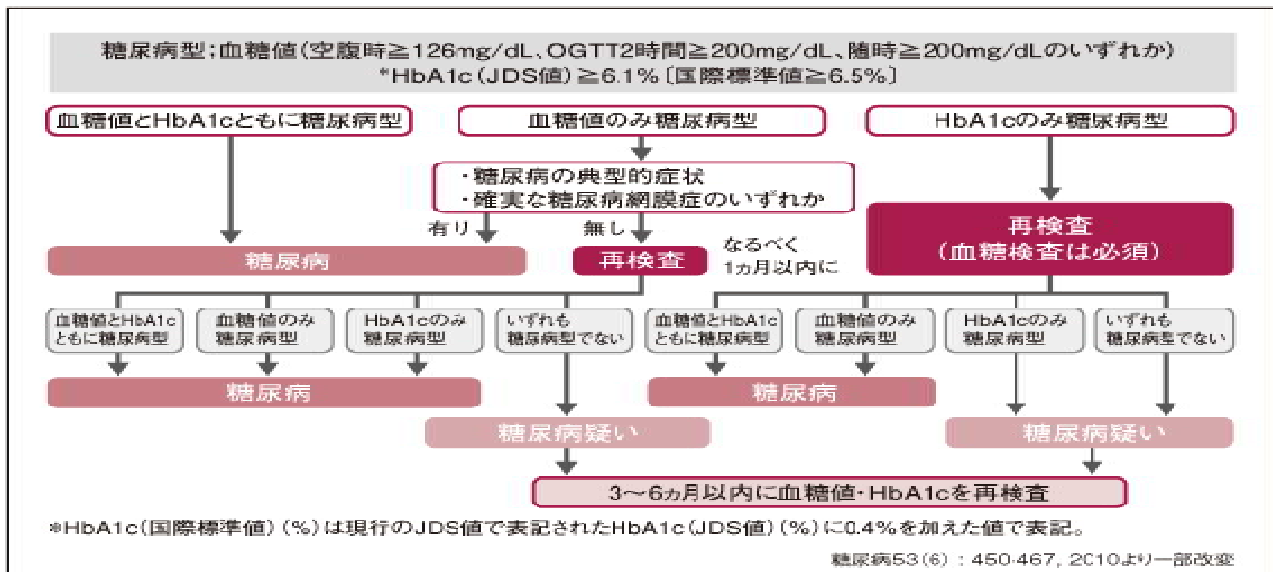 糖尿病型;血糖値(空腹時≧126mg/dL、OGTT2時間≧200mg/dL、随時≧200mg/dLのいずれか)
*HbA1c(JDS値)≧6.1%〔国際標準値≧6.5%〕
血糖値とHbA1cともに糖尿病型
血糖値のみ糖尿病型
HbA1cのみ糖尿病型
・糖尿病の典型的症状
・確実な糖尿病網膜症のいずれか
有り
無し
糖尿病
再検査
なるべく
1ヵ月以内に
再検査
(血糖検査は必須)
血糖値とHbA1c
ともに糖尿病型
血糖値のみ
糖尿病型
HbA1cのみ
糖尿病型
いずれも
糖尿病型でない
血糖値とHbA1c
ともに糖尿病型
血糖値のみ
糖尿病型
HbA1cのみ
糖尿病型
いずれも
糖尿病型でない
糖尿病
糖尿病
糖尿病疑い
糖尿病疑い
3〜6ヵ月以内に血糖値・HbA1cを再検査
*HbA1c(国際標準値)(%)は現行のJDS値で表記されたHbA1c(JDS値)(%)に0.4%を加えた値で表記。
糖尿病53(6):450-467, 2010より一部改変